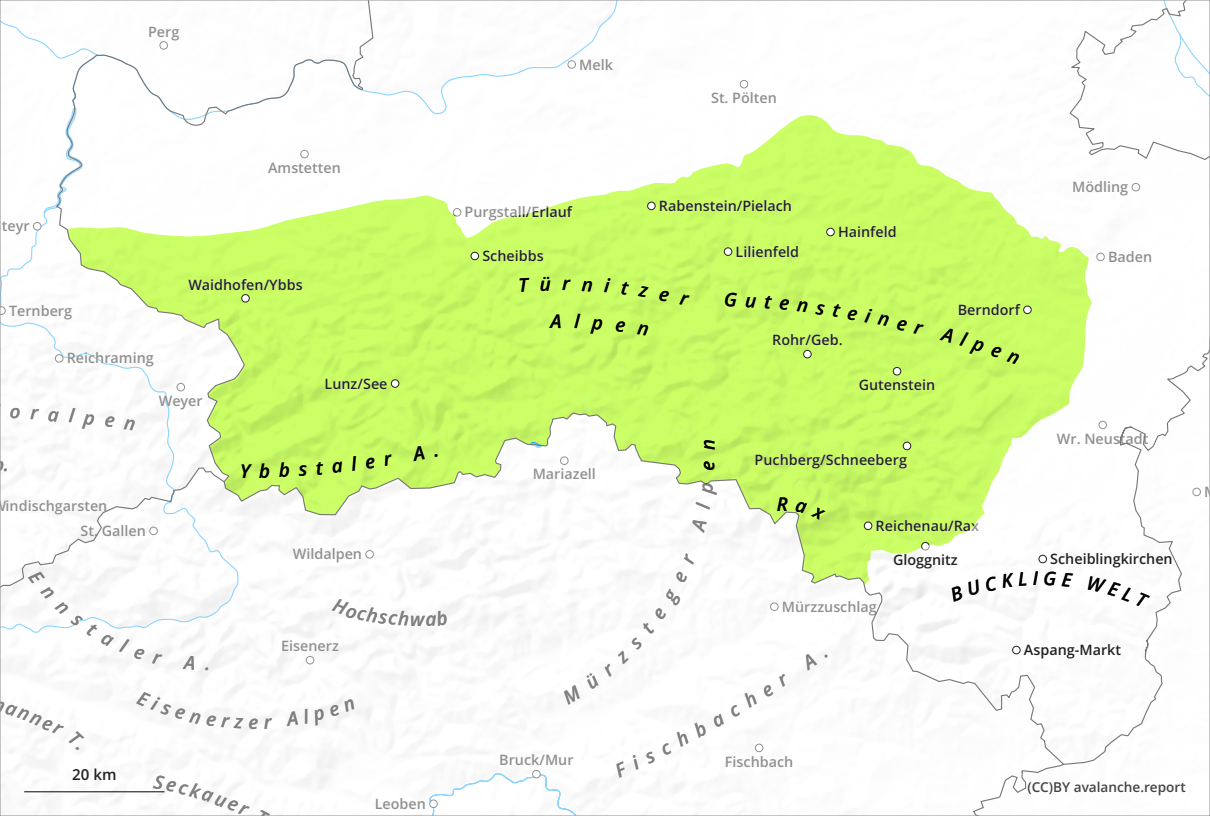 Perg
Melk
St. Pölten
Amstetten
Mödling
Purgstall/Erlauf
Rabenstein/Pielach
teyr
Hainfeld
Scheibbs
Lilienfeld
Baden
Waidhofen/Ybbs
Türnitzer
Alpen
Gutensteiner Alpen
Ternberg
Berndorf
Rohr/Geb.
Reichraming
Lunz/See
Gutenstein
Weyer
oralpen
Wr. Neustadt
Ybbstaler A.
Puchberg/Schneeberg
Mariazell
Mürzsteger Alpen
Rax
Windischgarsten
St. Gallen
Reichenau/Rax
Wildalpen
Gloggnitz
Scheiblingkirchen
BUCKLIGE WELT
Ennstaler A.
Hochschwab
Mürzzuschlag
Eisenerz
Aspang-Markt
Fischbacher A.
Eisenerzer Alpen
anner T.
Fischbach
Bruck/Mur
20 km
Seckauer T
Leoben
(CC)BY avalanche.report